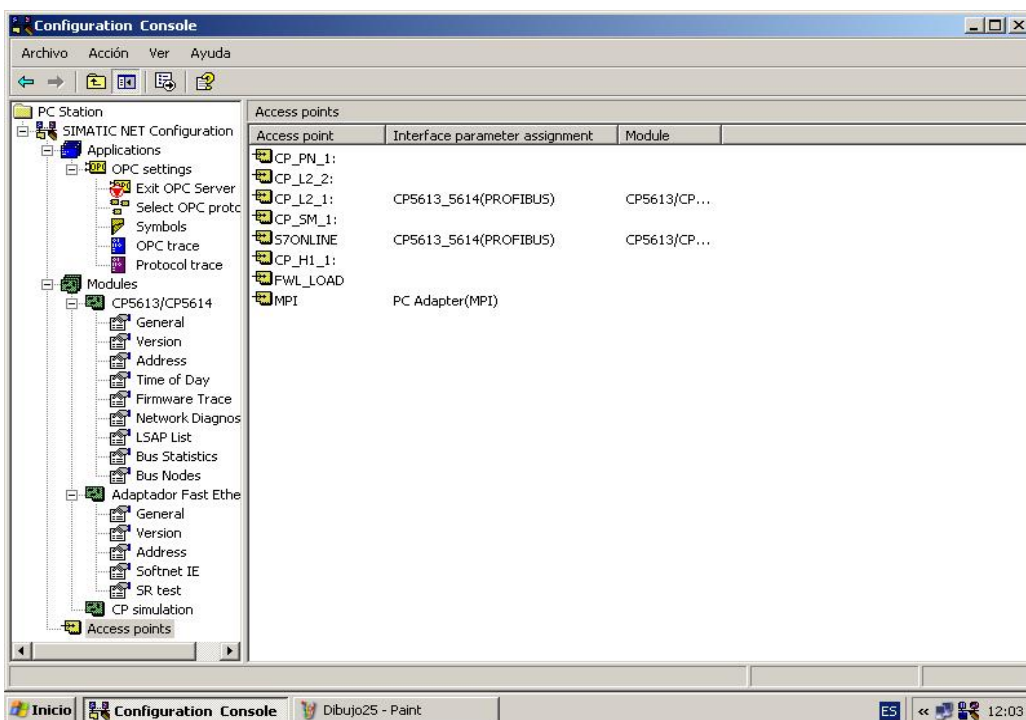 Configuration Console
Archivo Acción Ver Ayuda
PC Station
SIMATIC NET Configuration
Applications
OPC settings
Exit OPC Server
Select OPC protc
Symbols
OPC trace
Protocol trace
Modules
CP5613/CP5614
General
Version
Address
Time of Day
Firmware Trace
Network Diagnos
LSAP List
Bus Statistics
Bus Nodes
Adaptador Fast Ethe
General
Version
Address
Softnet IE
SR test
CP simulation
Access points
Access points
Access point Interface parameter assignment Module
CP_PN_1:
CP_L2_2:
CP_L2_1: CP5613_5614(PROFIBUS) CP5613/CP...
CP_SM_1:
S7ONLINE CP5613_5614(PROFIBUS) CP5613/CP...
CP_H1_1:
FWL_LOAD
MPI PC Adapter(MPI)
Inicio Configuration Console Dibujo25 - Paint ES « 12:03